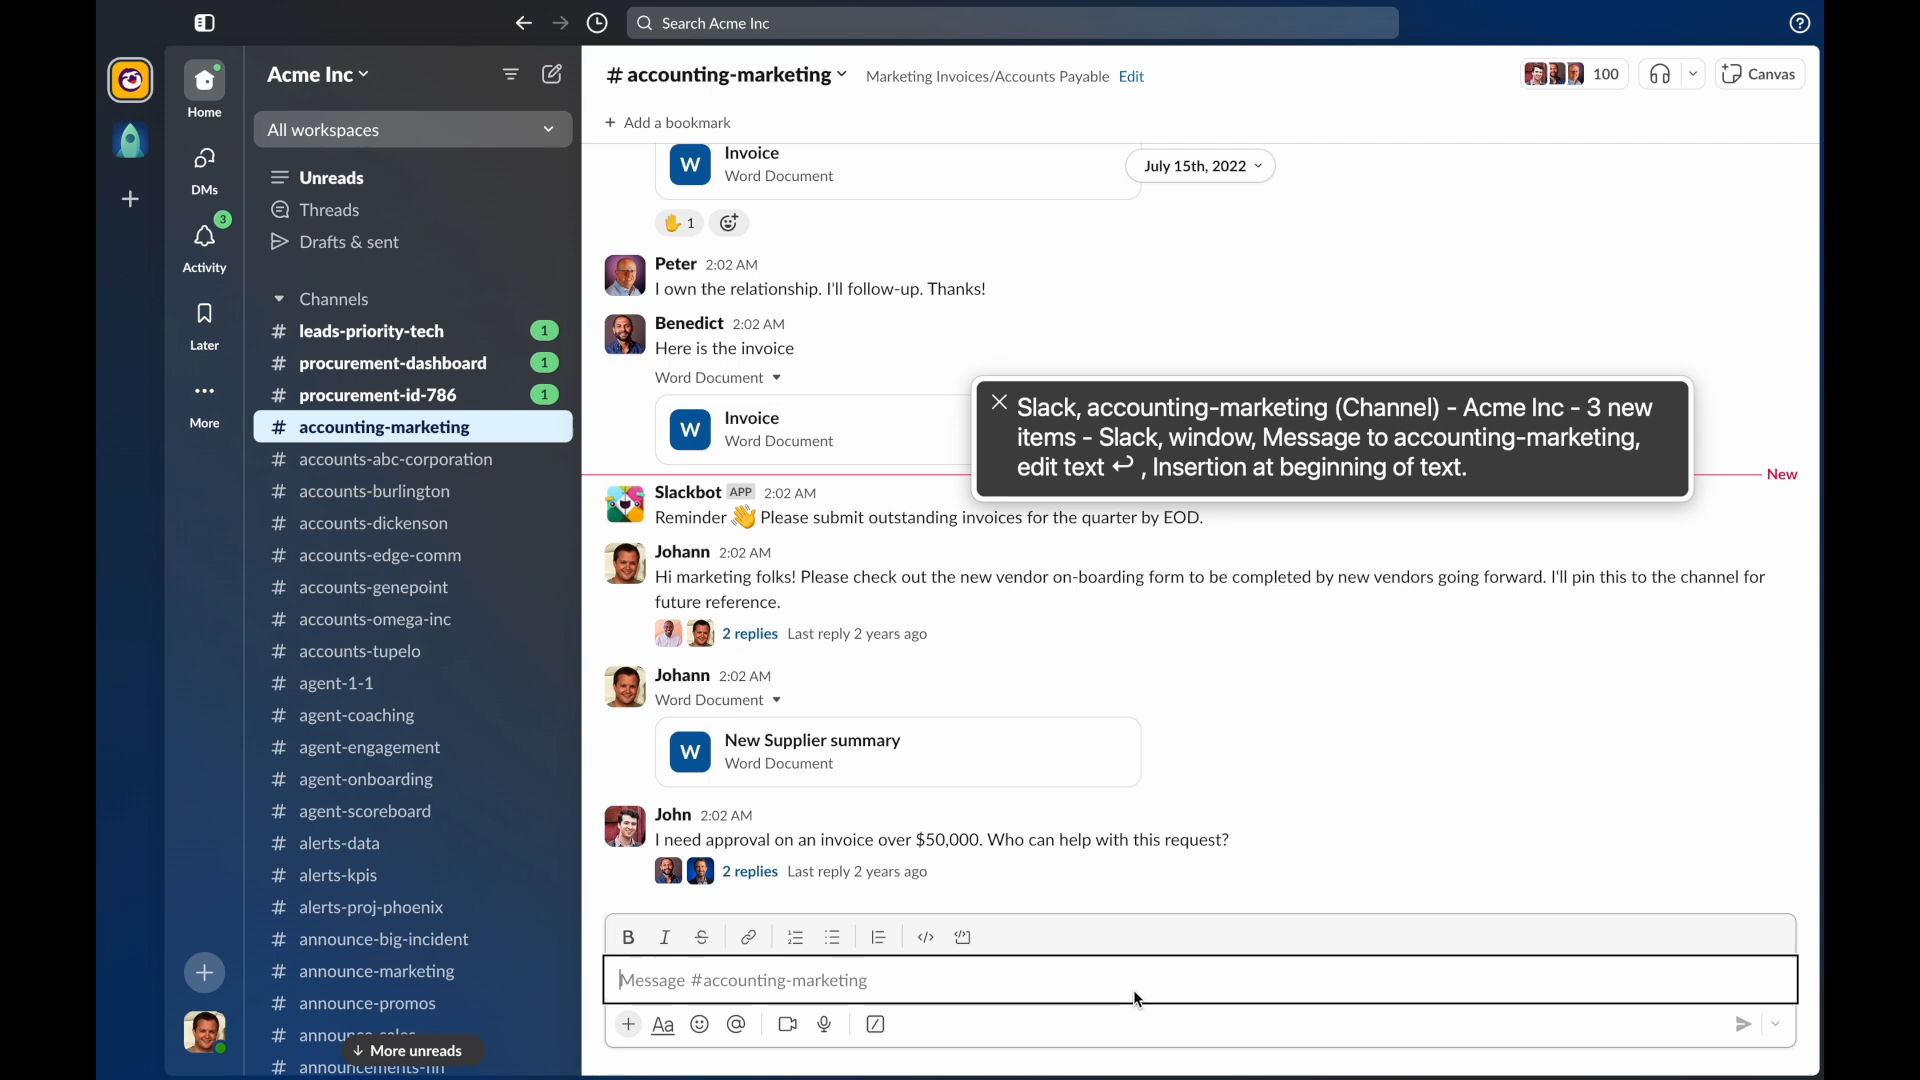 Search Acme Inc
Home
DMs
3
Activity
Later
More
Acme Inc
All workspaces
Unreads
Threads
Drafts & sent
Channels
# leads-priority-tech 1
# procurement-dashboard 1
# procurement-id-786 1
# accounting-marketing
# accounts-abc-corporation
# accounts-burlington
# accounts-dickenson
# accounts-edge-comm
# accounts-genepoint
# accounts-omega-inc
# accounts-tupelo
# agent-1-1
# agent-coaching
# agent-engagement
# agent-onboarding
# agent-scoreboard
# alerts-data
# alerts-kpis
# alerts-proj-phoenix
# announce-big-incident
# announce-marketing
# announce-promos
# announce-sales
↓ More unreads
# announcements-fin
# accounting-marketing Marketing Invoices/Accounts Payable Edit
100
Canvas
+ Add a bookmark
July 15th, 2022
W
Invoice
Word Document
1
Peter 2:02 AM
I own the relationship. I'll follow-up. Thanks!
Benedict 2:02 AM
Here is the invoice
Word Document
W
Invoice
Word Document
Slack, accounting-marketing (Channel) - Acme Inc - 3 new
items - Slack, window, Message to accounting-marketing,
edit text ↩ , Insertion at beginning of text.
New
Slackbot APP 2:02 AM
Reminder 👋 Please submit outstanding invoices for the quarter by EOD.
Johann 2:02 AM
Hi marketing folks! Please check out the new vendor on-boarding form to be completed by new vendors going forward. I'll pin this to the channel for
future reference.
2 replies Last reply 2 years ago
Johann 2:02 AM
Word Document
W
New Supplier summary
Word Document
John 2:02 AM
I need approval on an invoice over $50,000. Who can help with this request?
2 replies Last reply 2 years ago
B I S
Message #accounting-marketing
+ Aa @